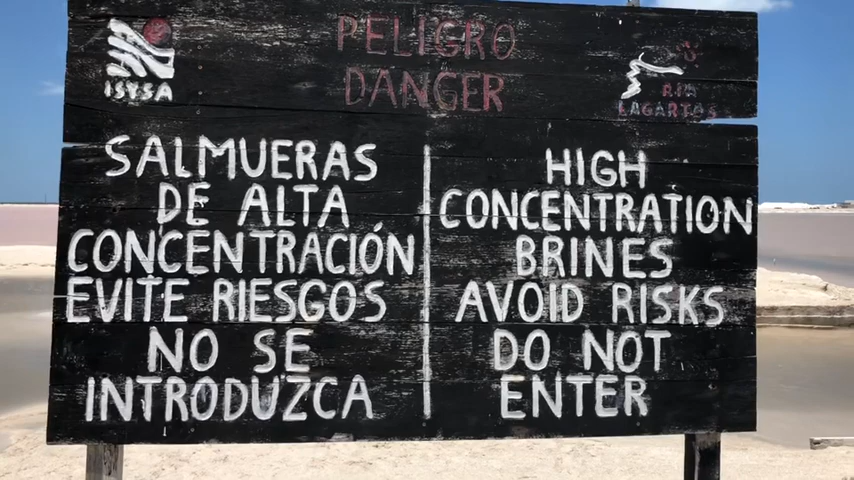 ISYSA
PELIGRO
DANGER
RIA
LAGARTOS
SALMUERAS
DE ALTA
CONCENTRACIÓN
EVITE RIESGOS
NO SE
INTRODUZCA
HIGH
CONCENTRATION
BRINES
AVOID RISKS
DO NOT
ENTER